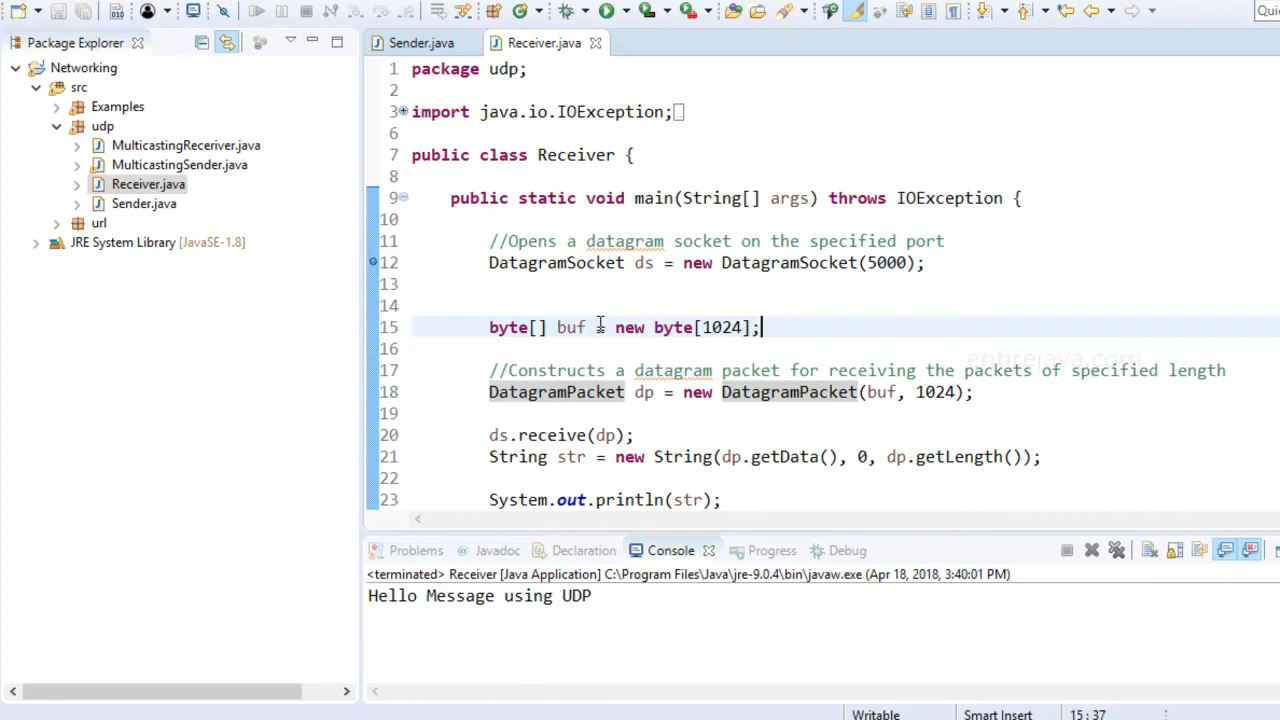 Quic
Package Explorer
Networking
src
Examples
udp
MulticastingReceriver.java
MulticastingSender.java
Receiver.java
Sender.java
url
JRE System Library [JavaSE-1.8]
Sender.java Receiver.java
1 package udp;
2
3 import java.io.IOException;
6
7 public class Receiver {
8
9 public static void main(String[] args) throws IOException {
10
11 //Opens a datagram socket on the specified port
12 DatagramSocket ds = new DatagramSocket(5000);
13
14
15 byte[] buf = new byte[1024];
16
17 //Constructs a datagram packet for receiving the packets of specified length
18 DatagramPacket dp = new DatagramPacket(buf, 1024);
19
20 ds.receive(dp);
21 String str = new String(dp.getData(), 0, dp.getLength());
22
23 System.out.println(str);
entirejava.com
Problems @ Javadoc Declaration Console Progress Debug
<terminated> Receiver [Java Application] C:\Program Files\Java\jre-9.0.4\bin\javaw.exe (Apr 18, 2018, 3:40:01 PM)
Hello Message using UDP
Writable Smart Insert 15 : 37